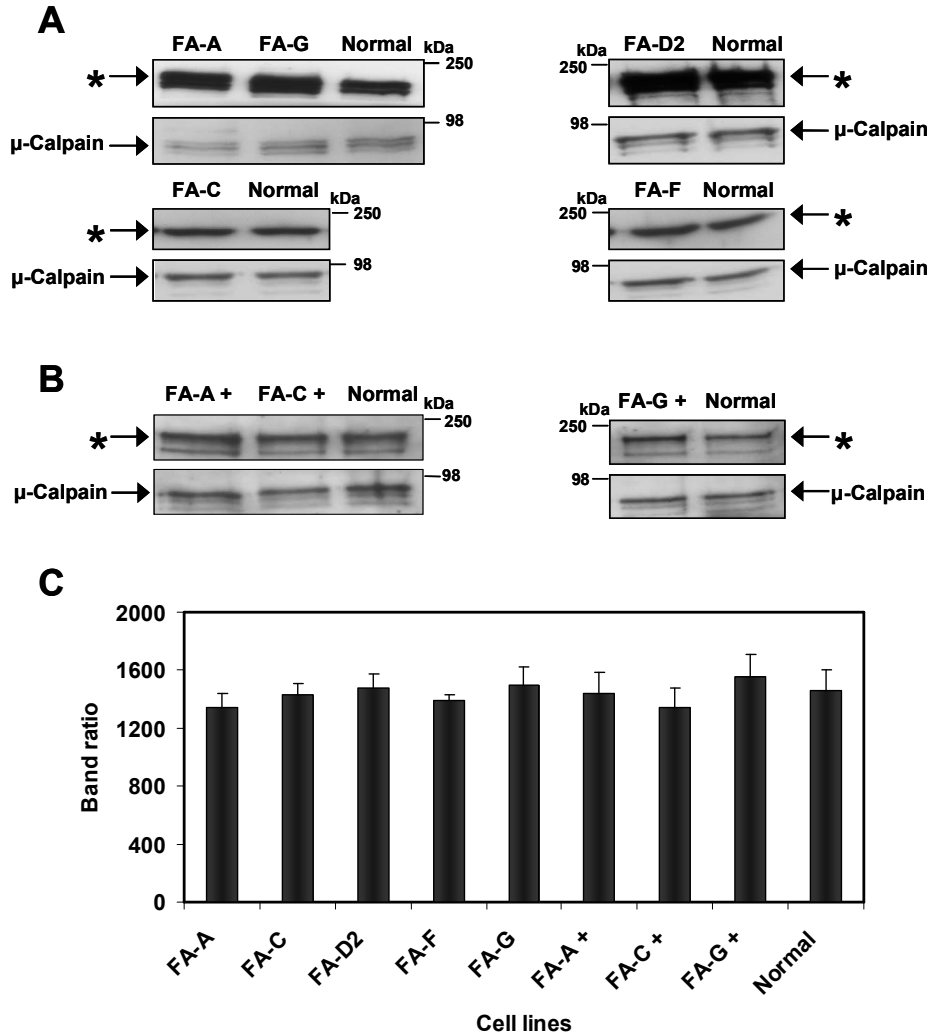 A
FA-A FA-G Normal
kDa
250
*
98
µ-Calpain
FA-D2 Normal
kDa
250
*
98
µ-Calpain
FA-C Normal
kDa
250
*
98
µ-Calpain
FA-F Normal
kDa
250
*
98
µ-Calpain
B
FA-A + FA-C + Normal
kDa
250
*
98
µ-Calpain
FA-G + Normal
kDa
250
*
98
µ-Calpain
C
2000
1600
1200
800
400
0
Band ratio
FA-A
FA-C
FA-D2
FA-F
FA-G
FA-A +
FA-C +
FA-G +
Normal
Cell lines